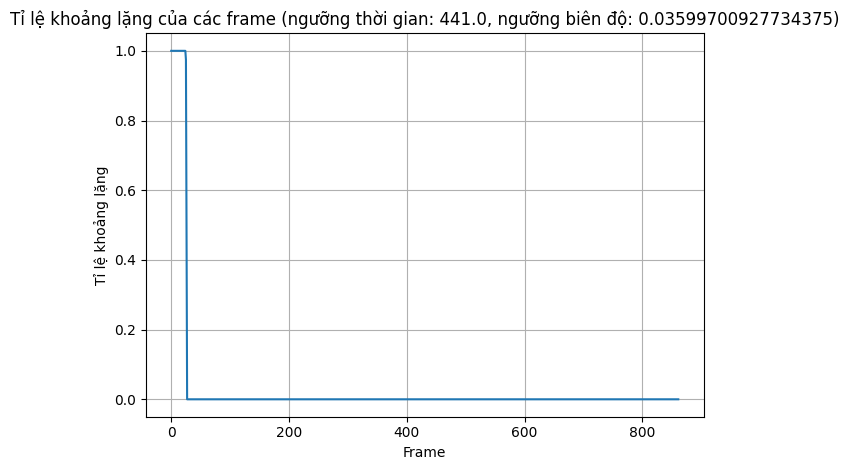 Tỉ lệ khoảng lặng của các frame (ngưỡng thời gian: 441.0, ngưỡng biên độ: 0.03599700927734375)
1.0
0.8
0.6
0.4
0.2
0.0
Tỉ lệ khoảng lặng
0 200 400 600 800
Frame